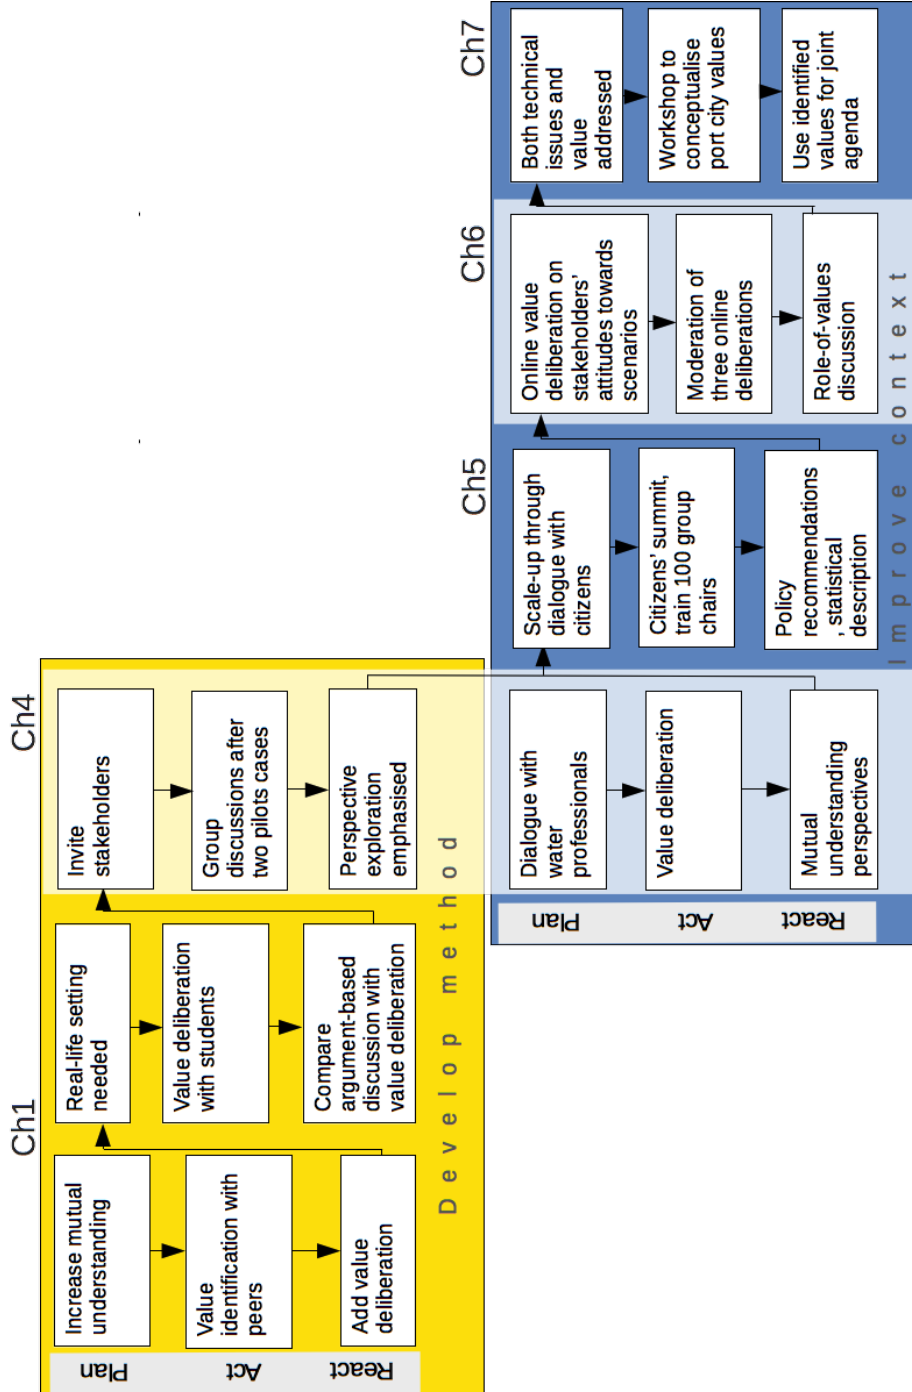 Ch1
Ch4
Plan
Act
React
Increase mutual
understanding
Value
identification with
peers
Add value
deliberation
Real-life setting
needed
Value deliberation
with students
Compare
argument-based
discussion with
value deliberation
Invite
stakeholders
Group
discussions after
two pilots cases
Perspective
exploration
emphasised
Develop method
Ch5
Ch6
Ch7
Plan
Act
React
Dialogue with
water
professionals
Value deliberation
Mutual
understanding
perspectives
Scale-up through
dialogue with
citizens
Citizens' summit,
train 100 group
chairs
Policy
recommendations
, statistical
description
Online value
deliberation on
stakeholders'
attitudes towards
scenarios
Moderation of
three online
deliberations
Role-of-values
discussion
Both technical
issues and
value
addressed
Workshop to
conceptualise
port city values
Use identified
values for joint
agenda
Improve context